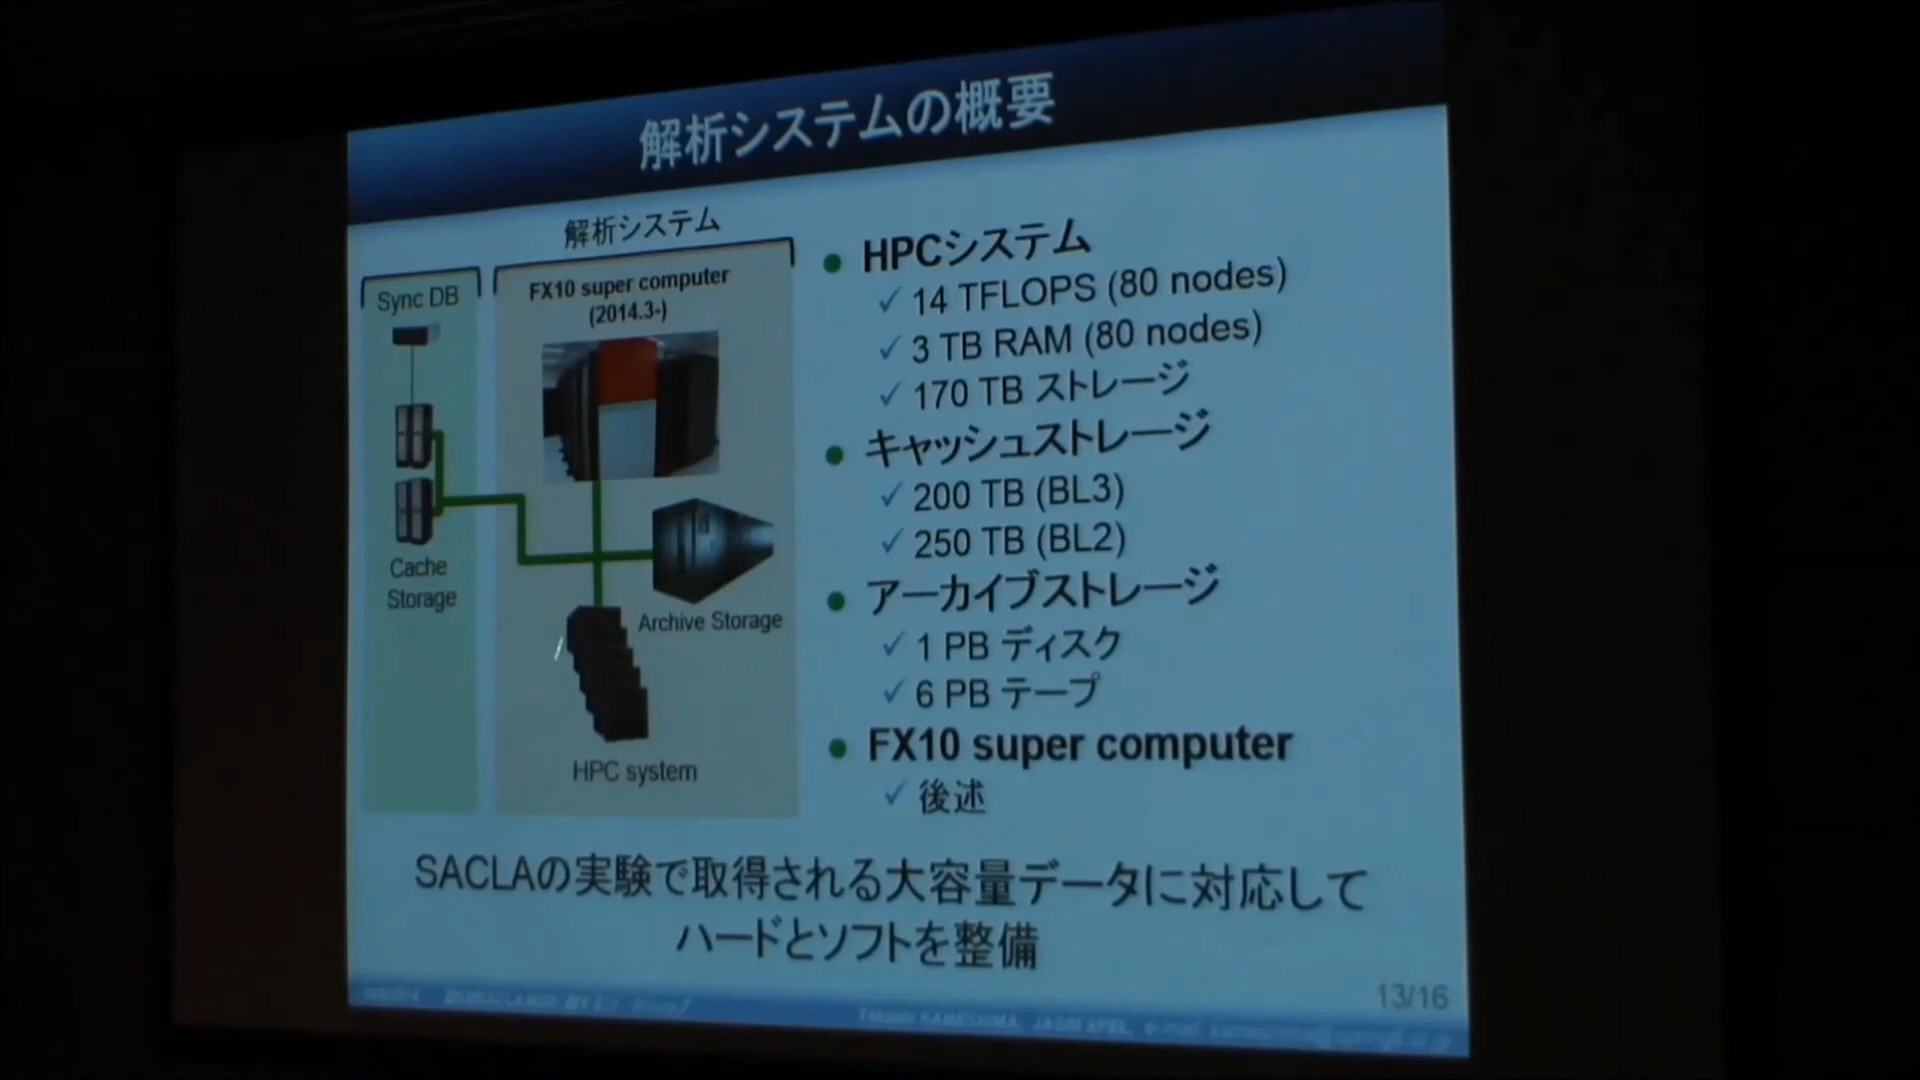 解析システムの概要
解析システム
Sync DB
FX10 super computer
(2014.3-)
Cache
Storage
Archive Storage
HPC system
HPCシステム
✓ 14 TFLOPS (80 nodes)
✓ 3 TB RAM (80 nodes)
✓ 170 TB ストレージ
キャッシュストレージ
✓ 200 TB (BL3)
✓ 250 TB (BL2)
アーカイブストレージ
✓ 1 PB ディスク
✓ 6 PB テープ
FX10 super computer
✓ 後述
SACLAの実験で取得される大容量データに対応して
ハードとソフトを整備
13/16
Takashi KAMESHIMA, JASRI XFEL, e-mail